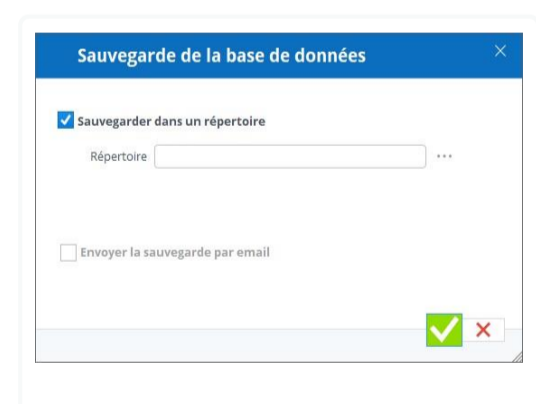 Sauvegarde de la base de données
Sauvegarder dans un répertoire
Répertoire
Envoyer la sauvegarde par email